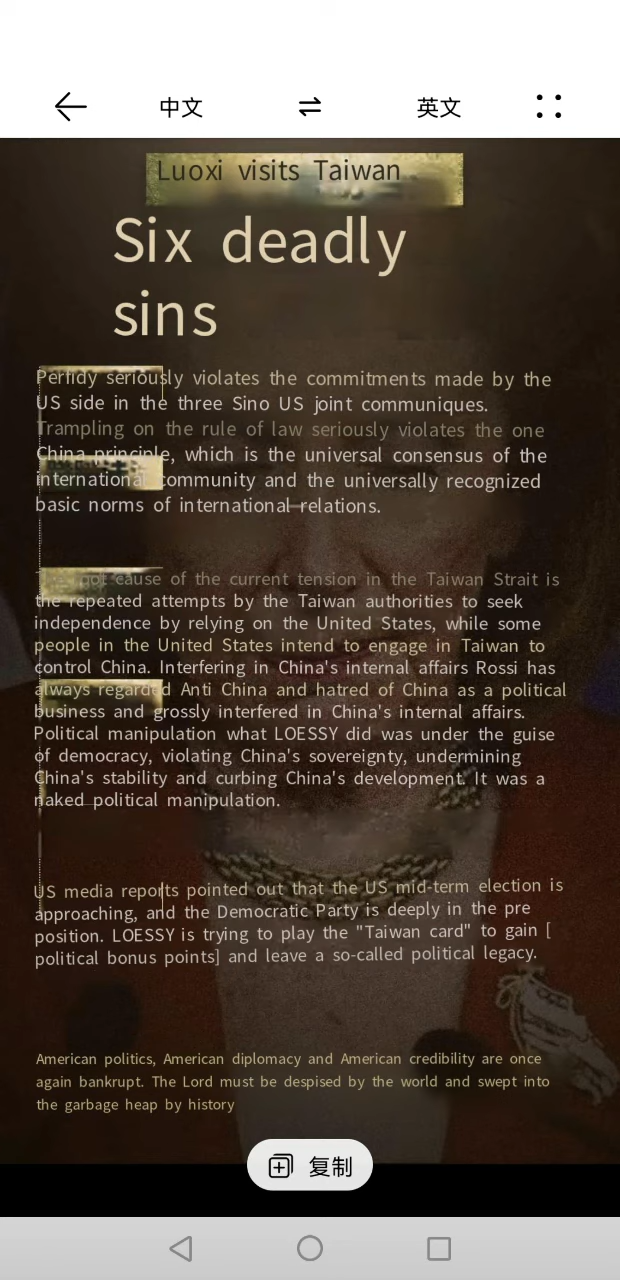 中文
英文
Luoxi visits Taiwan
Six deadly
sins
Perfidy seriously violates the commitments made by the
US side in the three Sino US joint communiques.
Trampling on the rule of law seriously violates the one
China principle, which is the universal consensus of the
international community and the universally recognized
basic norms of international relations.
cause of the current tension in the Taiwan Strait is
the repeated attempts by the Taiwan authorities to seek
independence by relying on the United States, while some
people in the United States intend to engage in Taiwan to
control China. Interfering in China's internal affairs Rossi has
always regarded Anti China and hatred of China as a political
business and grossly interfered in China's internal affairs.
Political manipulation what LOESSY did was under the guise
of democracy, violating China's sovereignty, undermining
China's stability and curbing China's development. It was a
naked political manipulation.
US media reports pointed out that the US mid-term election is
approaching, and the Democratic Party is deeply in the pre
position. LOESSY is trying to play the "Taiwan card" to gain [
political bonus points] and leave a so-called political legacy.
American politics, American diplomacy and American credibility are once
again bankrupt. The Lord must be despised by the world and swept into
the garbage heap by history
复制